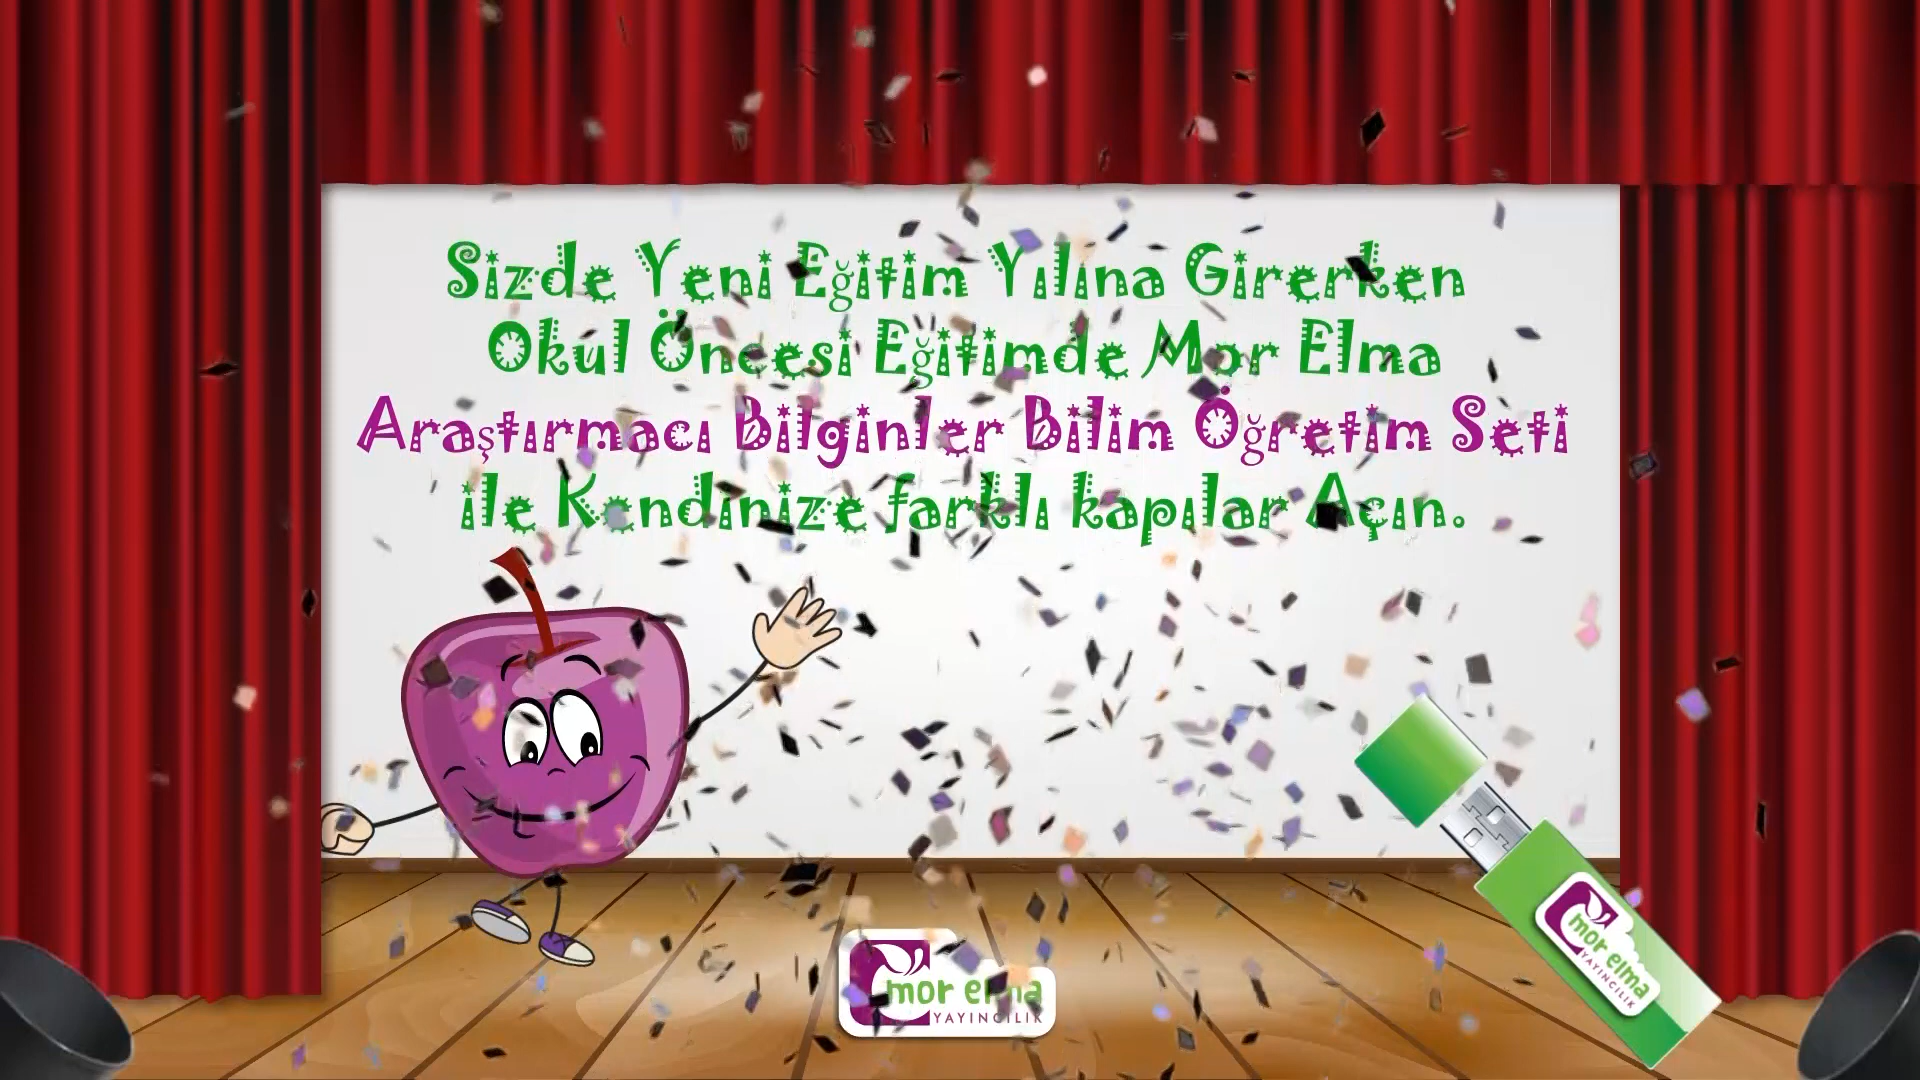 Sizde Yeni Eğitim Yılına Girerken
Okul Öncesi Eğitimde Mor Elma
Araştırmacı Bilginler Bilim Öğretim Seti
ile Kendinize farklı kapılar Açın.
mor elma
YAYINCILIK
mor elma
YAYINCILIK